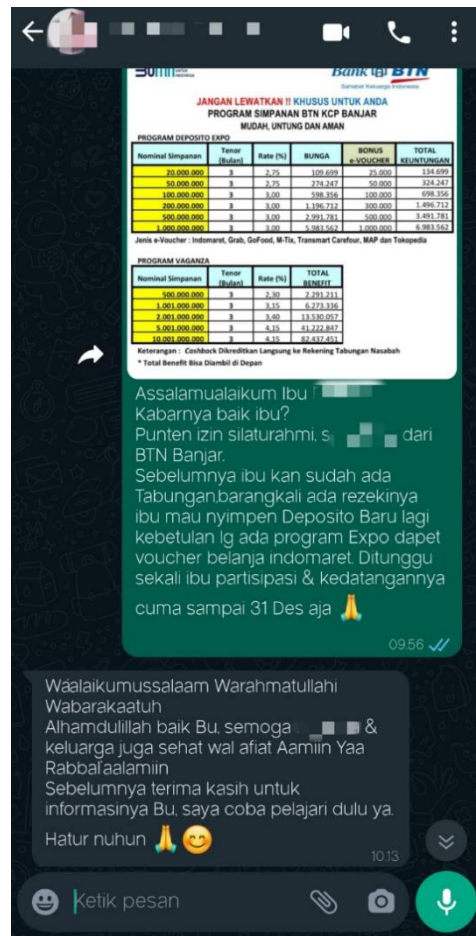 BUMN
Bank BTN
Sahabat Keluarga Indonesia
JANGAN LEWATKAN !! KHUSUS UNTUK ANDA
PROGRAM SIMPANAN BTN KCP BANJAR
MUDAH, UNTUNG DAN AMAN
PROGRAM DEPOSITO EXPO
Nominal Simpanan Tenor (Bulan) Rate (%) BUNGA BONUS e-VOUCHER TOTAL KEUNTUNGAN
20.000.000 3 2,75 109.699 25.000 134.699
50.000.000 3 2,75 274.247 50.000 324.247
100.000.000 3 3,00 598.356 100.000 698.356
200.000.000 3 3,00 1.196.712 300.000 1.496.712
500.000.000 3 3,00 2.991.781 500.000 3.491.781
1.000.000.000 3 3,00 5.983.562 1.000.000 6.983.562
Jenis e-Voucher : Indomaret, Grab, GoFood, M-Tix, Transmart Carefour, MAP dan Tokopedia
PROGRAM VAGANZA
Nominal Simpanan Tenor (Bulan) Rate (%) TOTAL BENEFIT
500.000.000 3 2,30 2.291.211
1.001.000.000 3 3,15 6.273.336
2.001.000.000 3 3,40 13.530.057
5.001.000.000 3 4,15 41.222.847
10.001.000.000 3 4,15 82.437.451
Keterangan : Cashback Dikreditkan Langsung ke Rekening Tabungan Nasabah
* Total Benefit Bisa Diambil di Depan
Assalamualaikum Ibu
Kabarnya baik ibu?
Punten izin silaturahmi, s dari
BTN Banjar.
Sebelumnya ibu kan sudah ada
Tabungan,barangkali ada rezekinya
ibu mau nyimpen Deposito Baru lagi
kebetulan lg ada program Expo dapet
voucher belanja indomaret. Ditunggu
sekali ibu partisipasi & kedatangannya
cuma sampai 31 Des aja 🙏
09.56
Wa'alaikumussalaam Warahmatullahi
Wabarakaatuh
Alhamdulillah baik Bu, semoga &
keluarga juga sehat wal afiat Aamiin Yaa
Rabbal'aalamiin
Sebelumnya terima kasih untuk
informasinya Bu, saya coba pelajari dulu ya.
Hatur nuhun 🙏😊
10.13
Ketik pesan